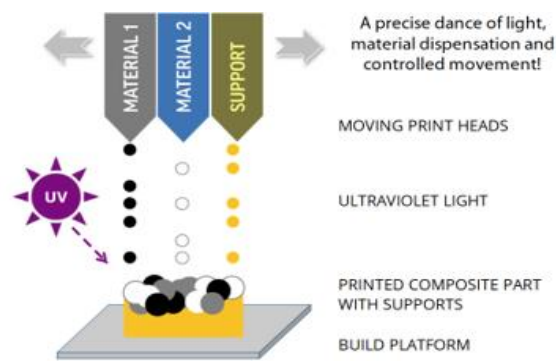 MATERIAL 1
MATERIAL 2
SUPPORT
A precise dance of light,
material dispensation and
controlled movement!
MOVING PRINT HEADS
UV
ULTRAVIOLET LIGHT
PRINTED COMPOSITE PART
WITH SUPPORTS
BUILD PLATFORM